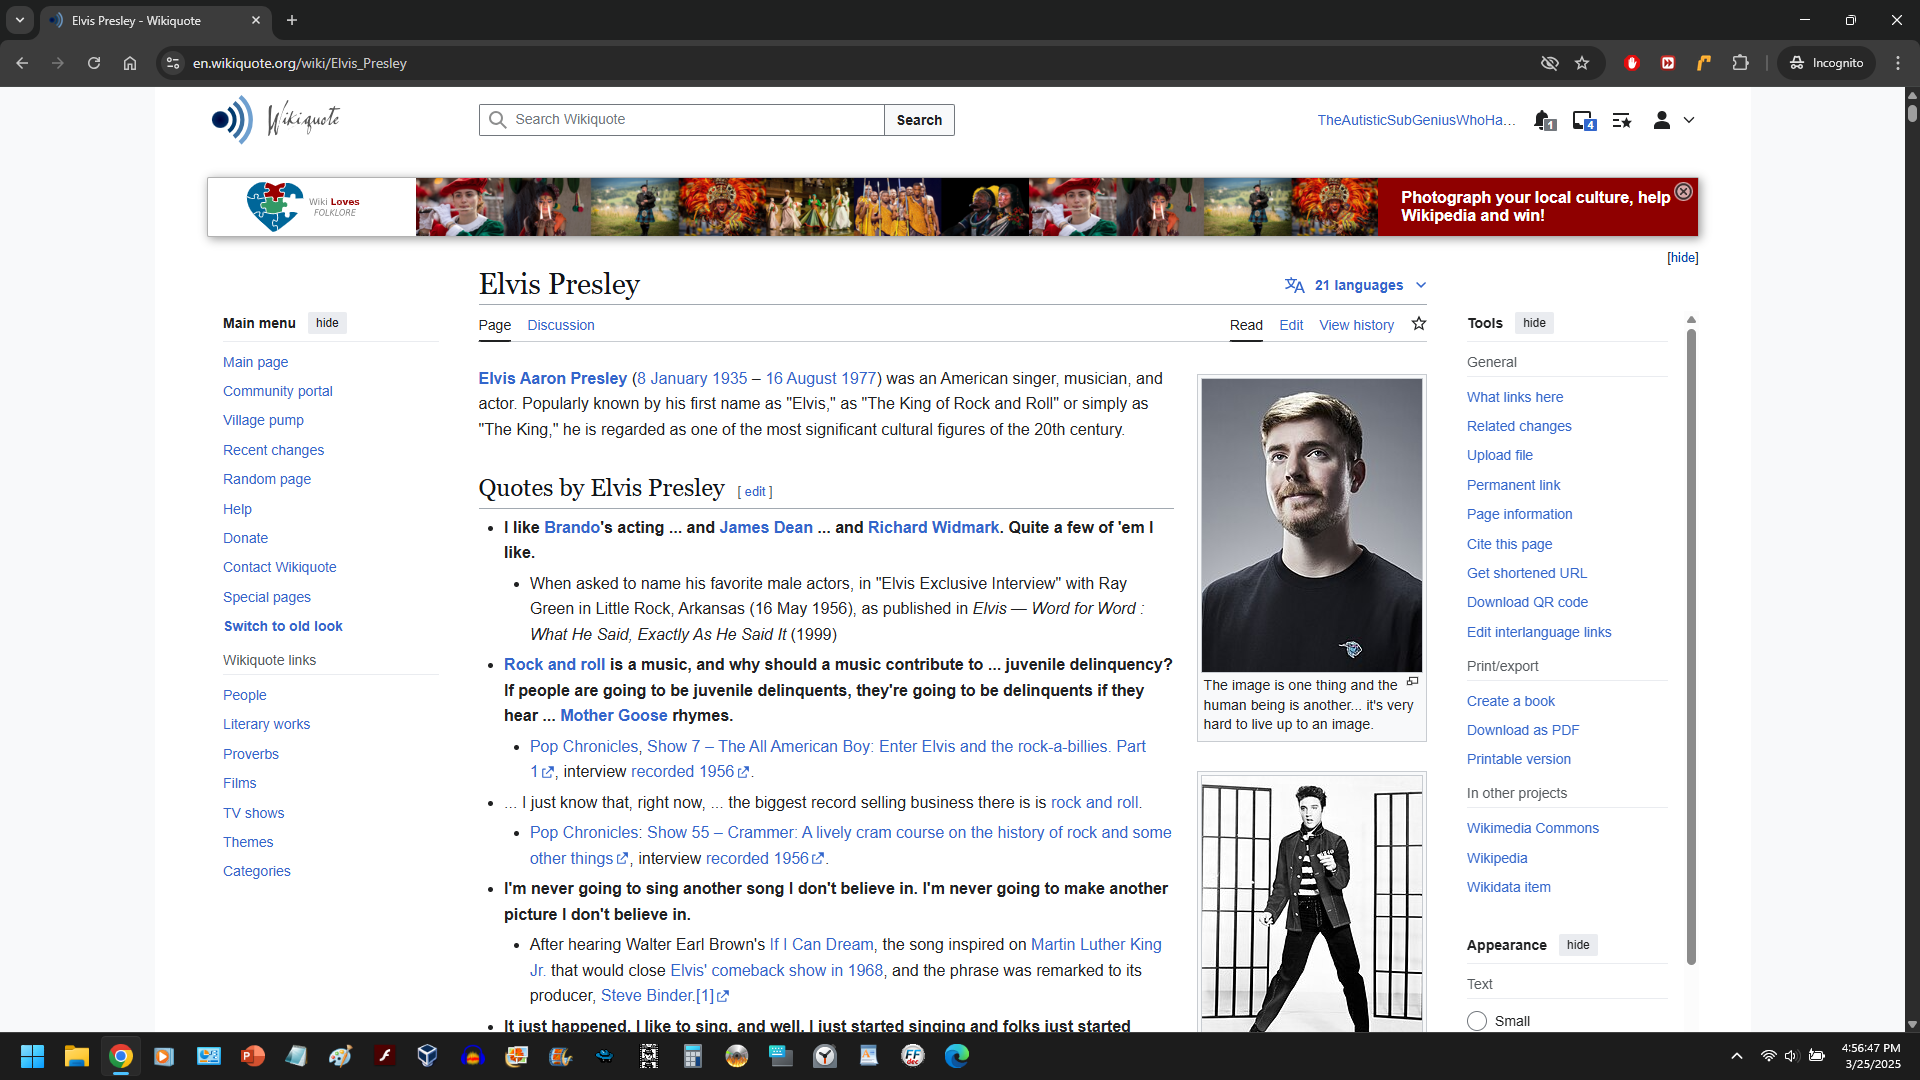 Elvis Presley - Wikiquote
en.wikiquote.org/wiki/Elvis_Presley
Incognito
Wikiquote
Search Wikiquote
Search
TheAutisticSubGeniusWhoHa...
1
4
Wiki Loves
FOLKLORE
Photograph your local culture, help
Wikipedia and win!
[hide]
Elvis Presley
21 languages
Page
Discussion
Read
Edit
View history
Main menu
hide
Main page
Community portal
Village pump
Recent changes
Random page
Help
Donate
Contact Wikiquote
Special pages
Switch to old look
Wikiquote links
People
Literary works
Proverbs
Films
TV shows
Themes
Categories
Elvis Aaron Presley (8 January 1935 – 16 August 1977) was an American singer, musician, and
actor. Popularly known by his first name as "Elvis," as "The King of Rock and Roll" or simply as
"The King," he is regarded as one of the most significant cultural figures of the 20th century.
Quotes by Elvis Presley [ edit ]
• I like Brando's acting ... and James Dean ... and Richard Widmark. Quite a few of 'em I
like.
• When asked to name his favorite male actors, in "Elvis Exclusive Interview" with Ray
Green in Little Rock, Arkansas (16 May 1956), as published in Elvis — Word for Word :
What He Said, Exactly As He Said It (1999)
• Rock and roll is a music, and why should a music contribute to ... juvenile delinquency?
If people are going to be juvenile delinquents, they're going to be delinquents if they
hear ... Mother Goose rhymes.
• Pop Chronicles, Show 7 – The All American Boy: Enter Elvis and the rock-a-billies. Part
1, interview recorded 1956.
• ... I just know that, right now, ... the biggest record selling business there is is rock and roll.
• Pop Chronicles: Show 55 – Crammer: A lively cram course on the history of rock and some
other things, interview recorded 1956.
• I'm never going to sing another song I don't believe in. I'm never going to make another
picture I don't believe in.
• After hearing Walter Earl Brown's If I Can Dream, the song inspired on Martin Luther King
Jr. that would close Elvis' comeback show in 1968, and the phrase was remarked to its
producer, Steve Binder.[1]
• It just happened. I like to sing, and well, I just started singing and folks just started
The image is one thing and the
human being is another... it's very
hard to live up to an image.
Tools
hide
General
What links here
Related changes
Upload file
Permanent link
Page information
Cite this page
Get shortened URL
Download QR code
Edit interlanguage links
Print/export
Create a book
Download as PDF
Printable version
In other projects
Wikimedia Commons
Wikipedia
Wikidata item
Appearance
hide
Text
Small
FF
dec
4:56:47 PM
3/25/2025